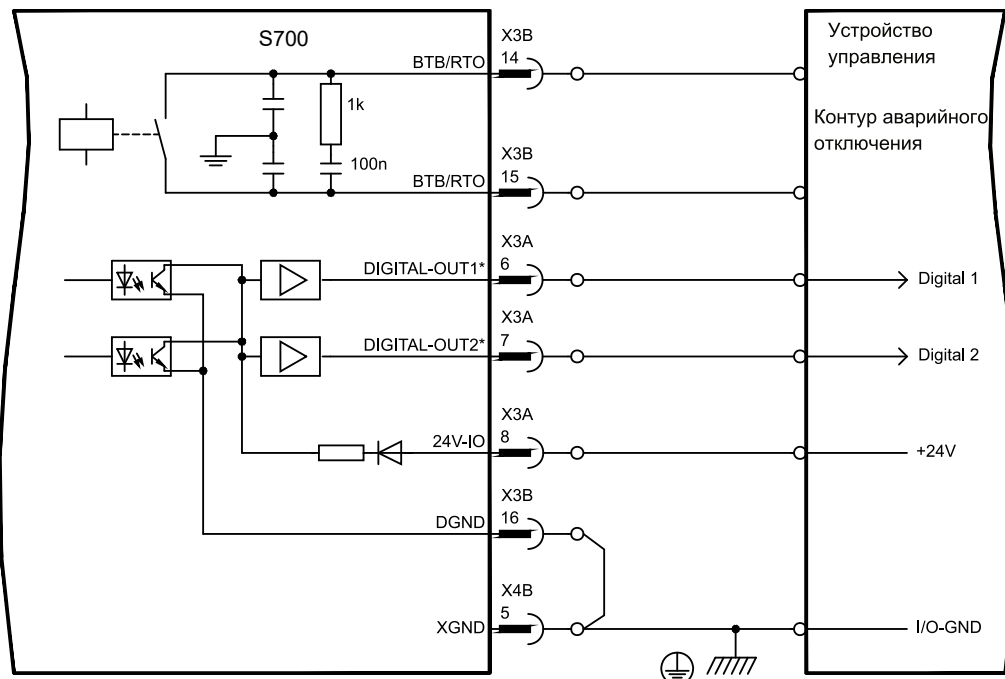 S700
X3B
14
BTB/RTO
Устройство
управления
1k
Контур аварийного
отключения
100n
X3B
15
BTB/RTO
X3A
6
DIGITAL-OUT1*
Digital 1
X3A
7
DIGITAL-OUT2*
Digital 2
X3A
8
24V-IO
+24V
X3B
16
DGND
X4B
5
XGND
I/O-GND